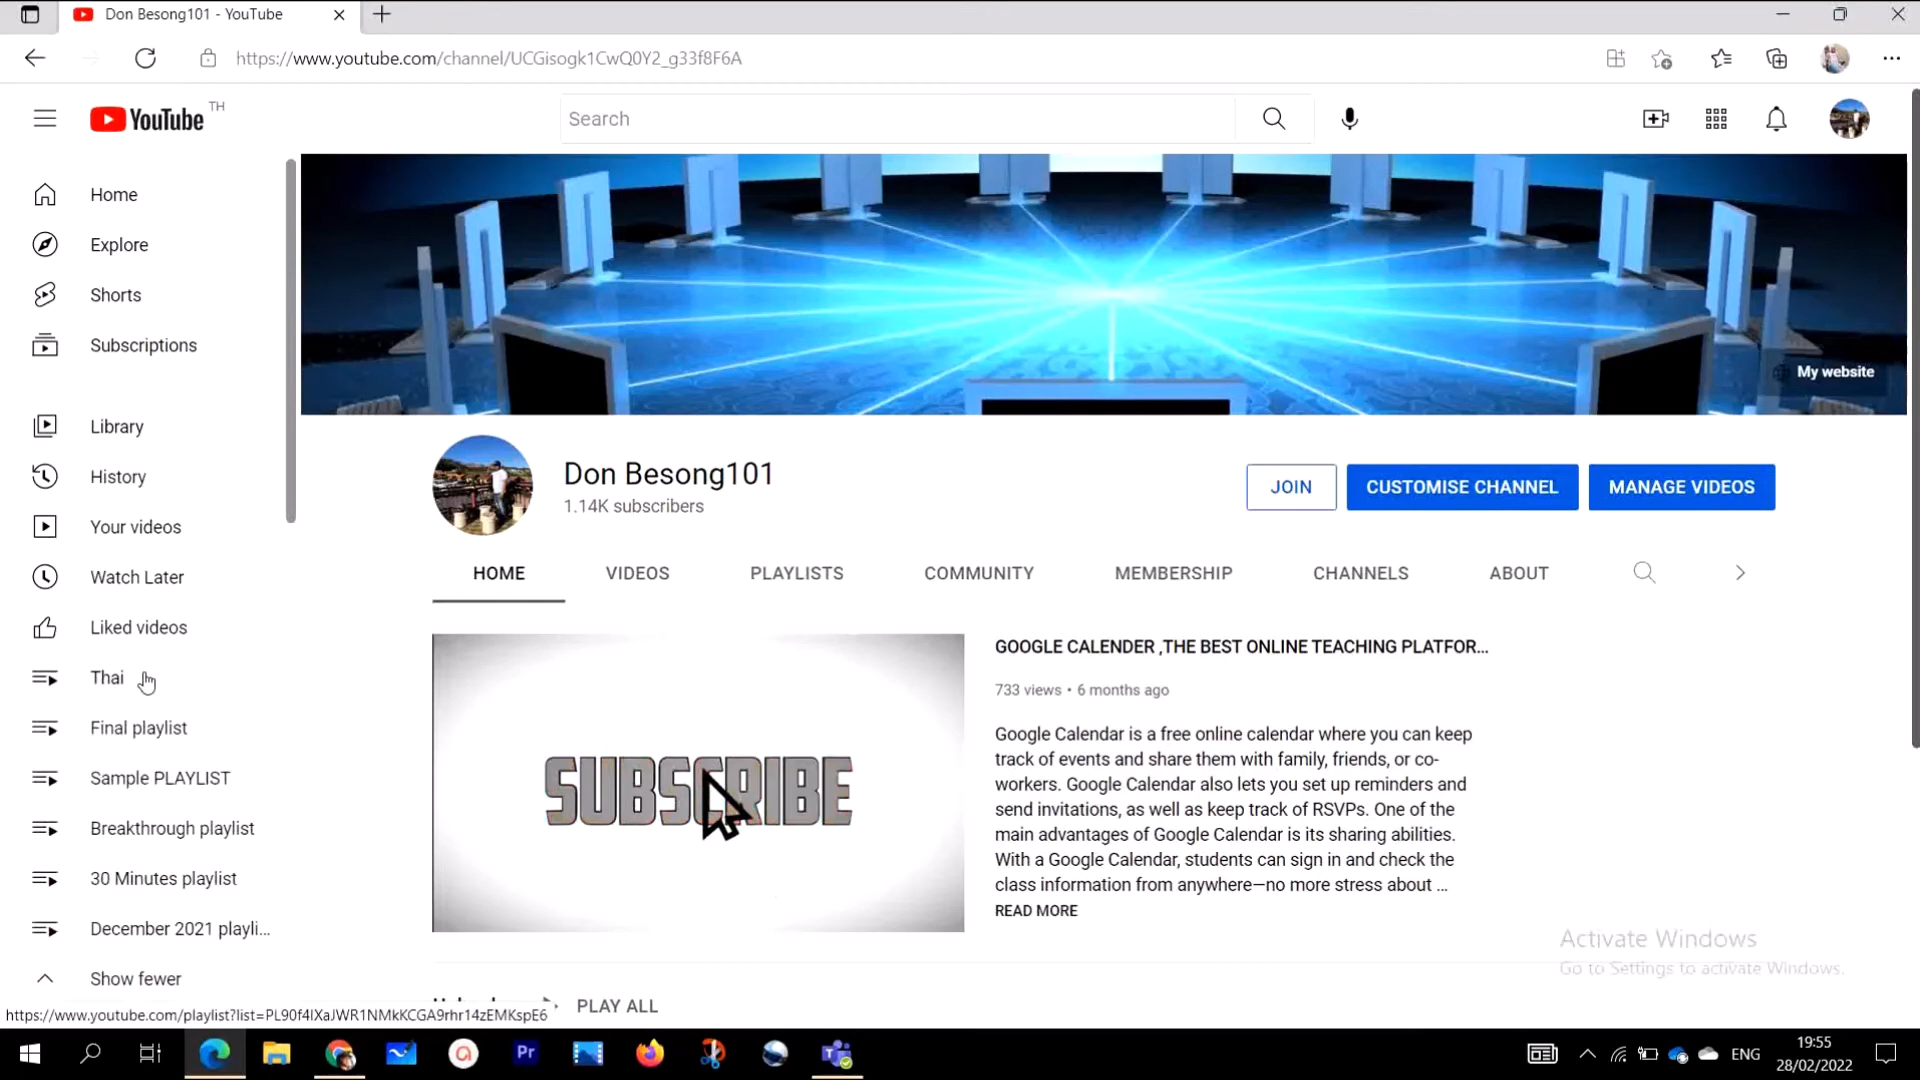 Don Besong101 - YouTube
https://www.youtube.com/channel/UCGisogk1CwQ0Y2_g33f8F6A
YouTube TH
Search
Home
Explore
Shorts
Subscriptions
Library
History
Your videos
Watch Later
Liked videos
Thai
Final playlist
Sample PLAYLIST
Breakthrough playlist
30 Minutes playlist
December 2021 playli...
Show fewer
My website
Don Besong101
1.14K subscribers
JOIN
CUSTOMISE CHANNEL
MANAGE VIDEOS
HOME VIDEOS PLAYLISTS COMMUNITY MEMBERSHIP CHANNELS ABOUT
SUBSCRIBE
GOOGLE CALENDER ,THE BEST ONLINE TEACHING PLATFOR...
733 views • 6 months ago
Google Calendar is a free online calendar where you can keep
track of events and share them with family, friends, or co-
workers. Google Calendar also lets you set up reminders and
send invitations, as well as keep track of RSVPs. One of the
main advantages of Google Calendar is its sharing abilities.
With a Google Calendar, students can sign in and check the
class information from anywhere—no more stress about ...
READ MORE
PLAY ALL
Activate Windows
Go to Settings to activate Windows.
https://www.youtube.com/playlist?list=PL90f4IXaJWR1NMkKCGA9rhr14zEMKspE6
Pr
ENG
19:55
28/02/2022